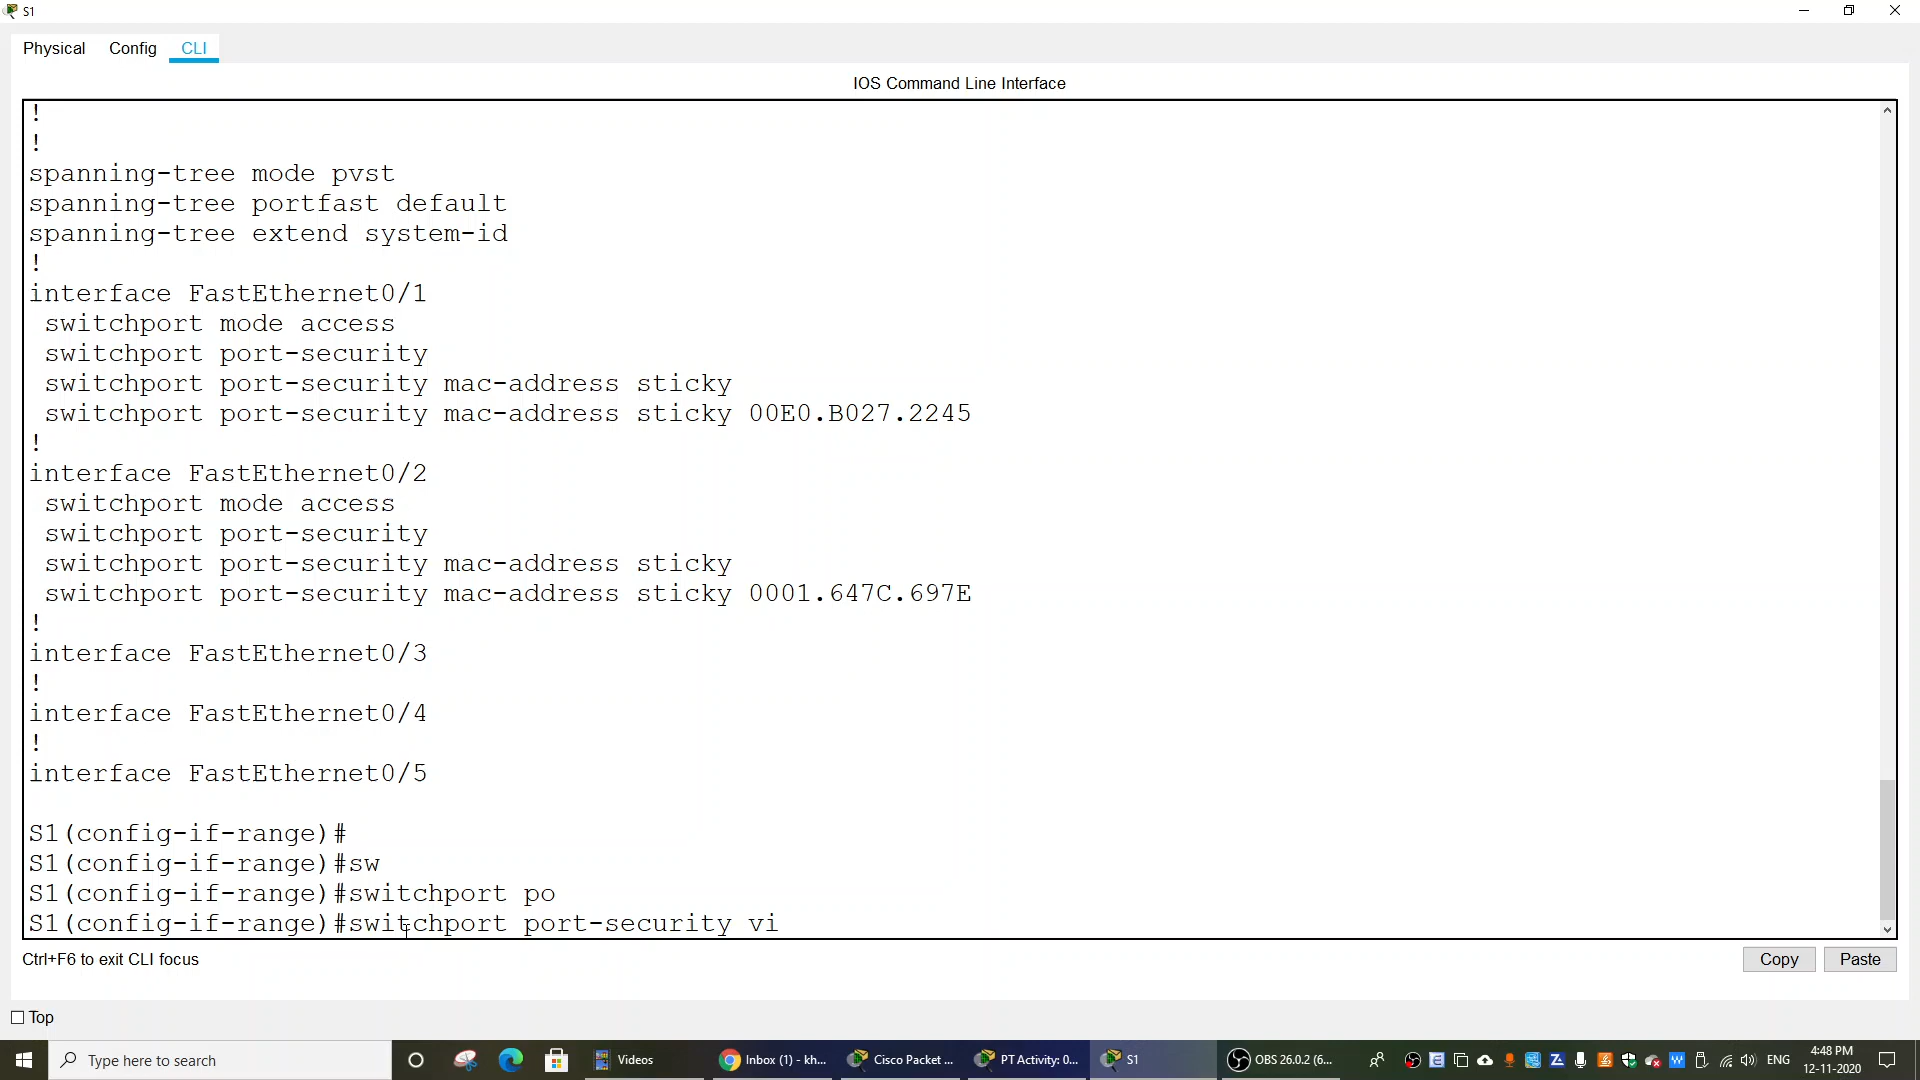 S1
Physical Config CLI
IOS Command Line Interface
!
!
spanning-tree mode pvst
spanning-tree portfast default
spanning-tree extend system-id
!
interface FastEthernet0/1
switchport mode access
switchport port-security
switchport port-security mac-address sticky
switchport port-security mac-address sticky 00E0.B027.2245
!
interface FastEthernet0/2
switchport mode access
switchport port-security
switchport port-security mac-address sticky
switchport port-security mac-address sticky 0001.647C.697E
!
interface FastEthernet0/3
!
interface FastEthernet0/4
!
interface FastEthernet0/5
S1(config-if-range)#
S1(config-if-range)#sw
S1(config-if-range)#switchport po
S1(config-if-range)#switchport port-security vi
Ctrl+F6 to exit CLI focus
Copy Paste
Top
Type here to search Videos Inbox (1) - kh... Cisco Packet ... PT Activity: 0... S1 OBS 26.0.2 (6... ENG 4:48 PM
12-11-2020